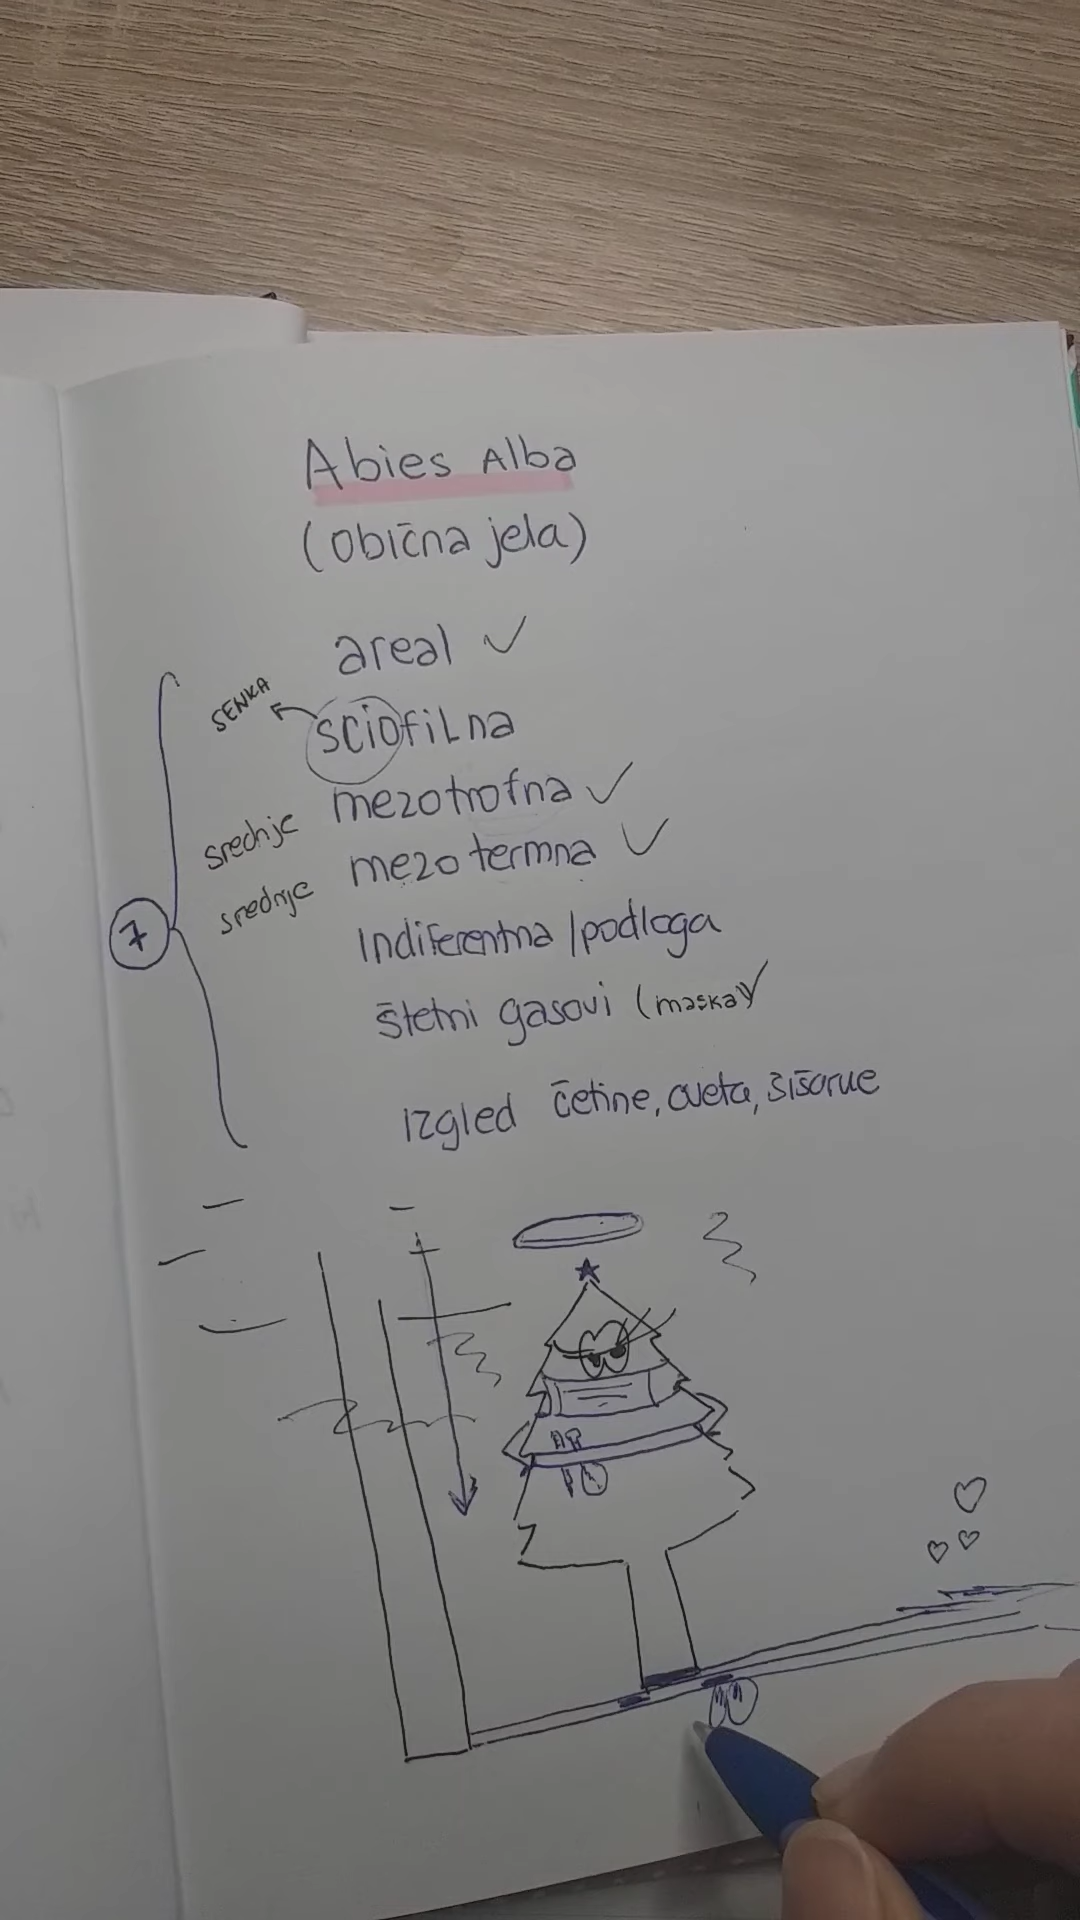 Abies Alba
(Obična jela)
areal ✓
SENKA
sciofilna
srednje mezotrofna ✓
srednje mezotermna ✓
Indiferentna /podloga
štetni gasovi (maska) ✓
izgled četine, cveta, šišarve
7